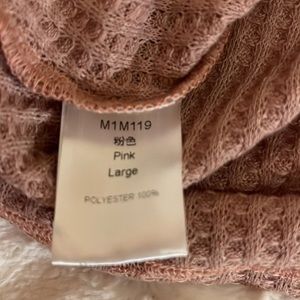 M1M119
粉色
Pink
Large
POLYESTER 100%